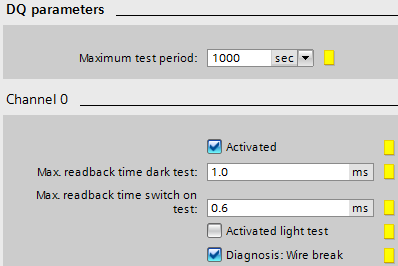 DQ parameters
Maximum test period: 1000 sec
Channel 0
Activated
Max. readback time dark test: 1.0 ms
Max. readback time switch on
test: 0.6 ms
Activated light test
Diagnosis: Wire break